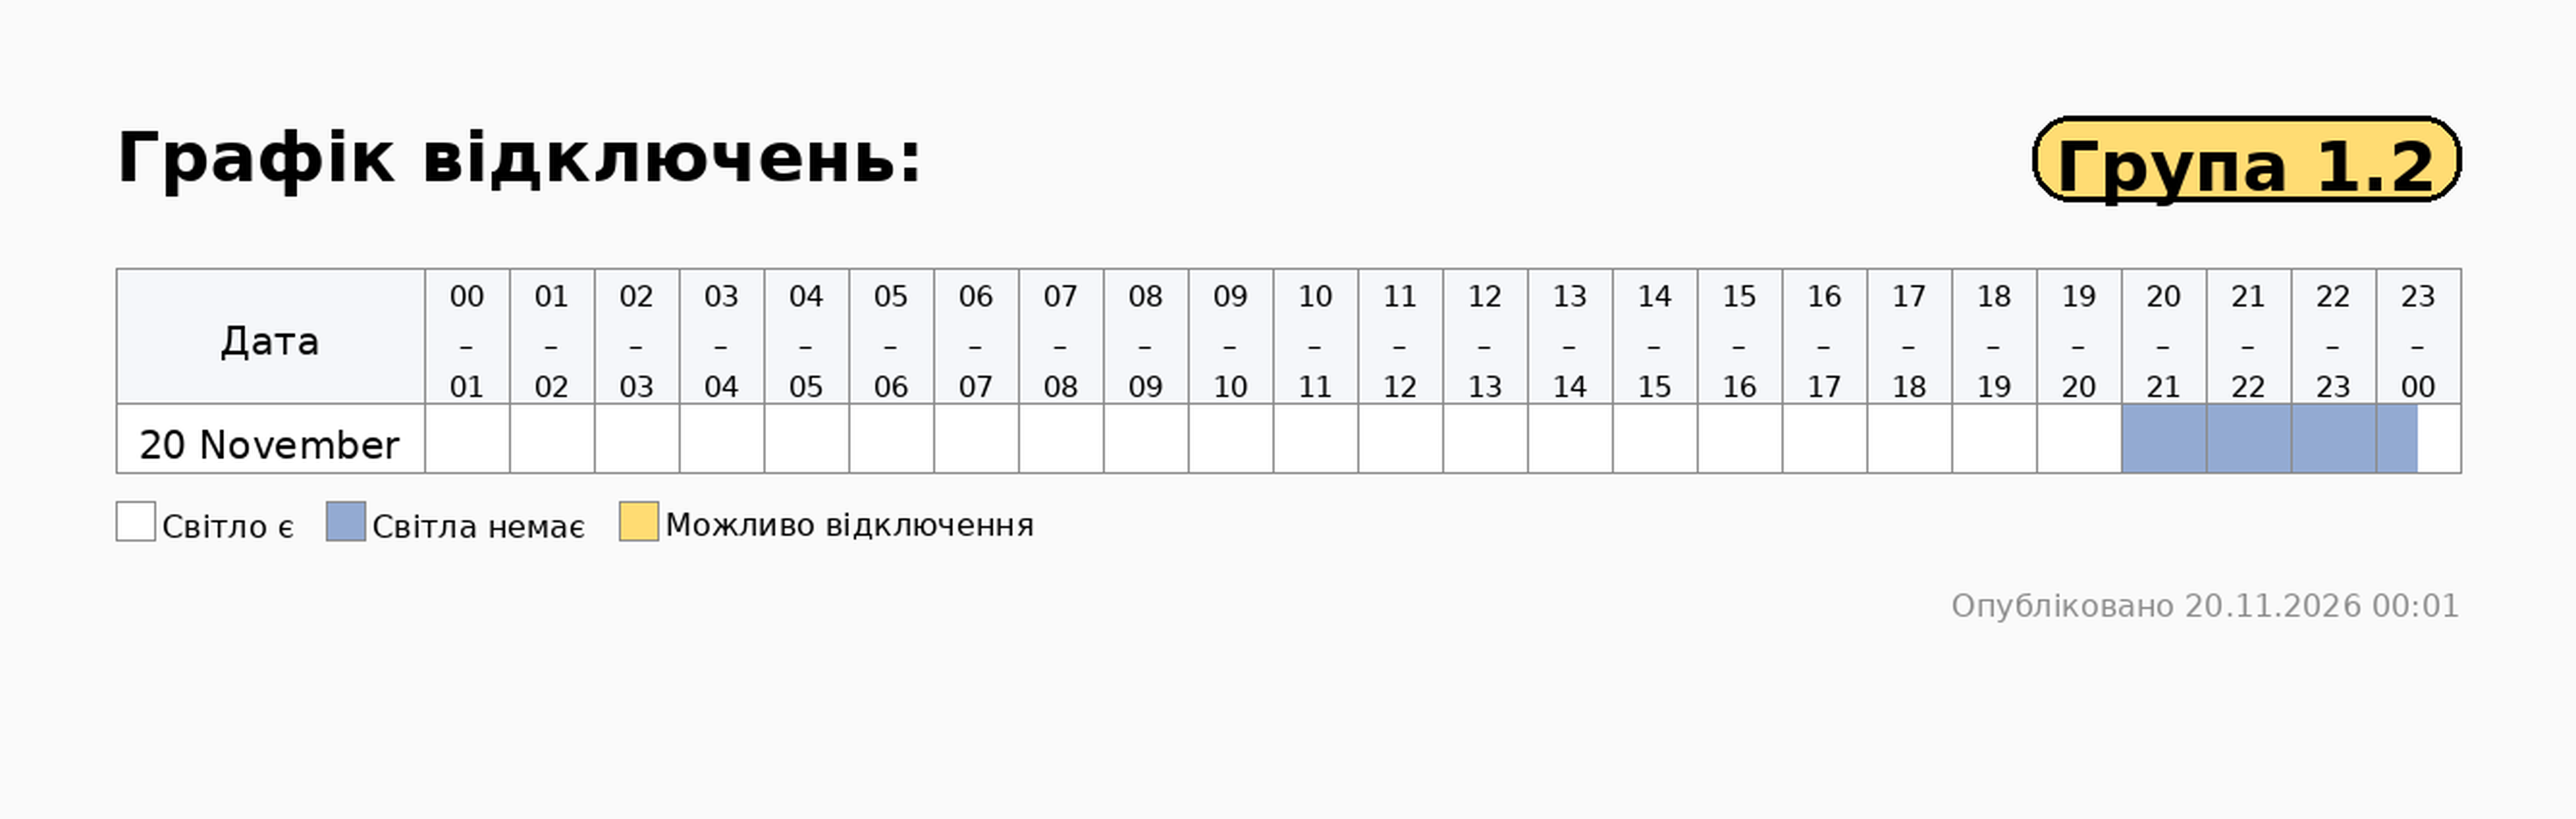 Графік відключень:
Група 1.2
Дата 00 – 01 01 – 02 02 – 03 03 – 04 04 – 05 05 – 06 06 – 07 07 – 08 08 – 09 09 – 10 10 – 11 11 – 12 12 – 13 13 – 14 14 – 15 15 – 16 16 – 17 17 – 18 18 – 19 19 – 20 20 – 21 21 – 22 22 – 23 23 – 00
20 November
Світло є Світла немає Можливо відключення
Опубліковано 20.11.2026 00:01